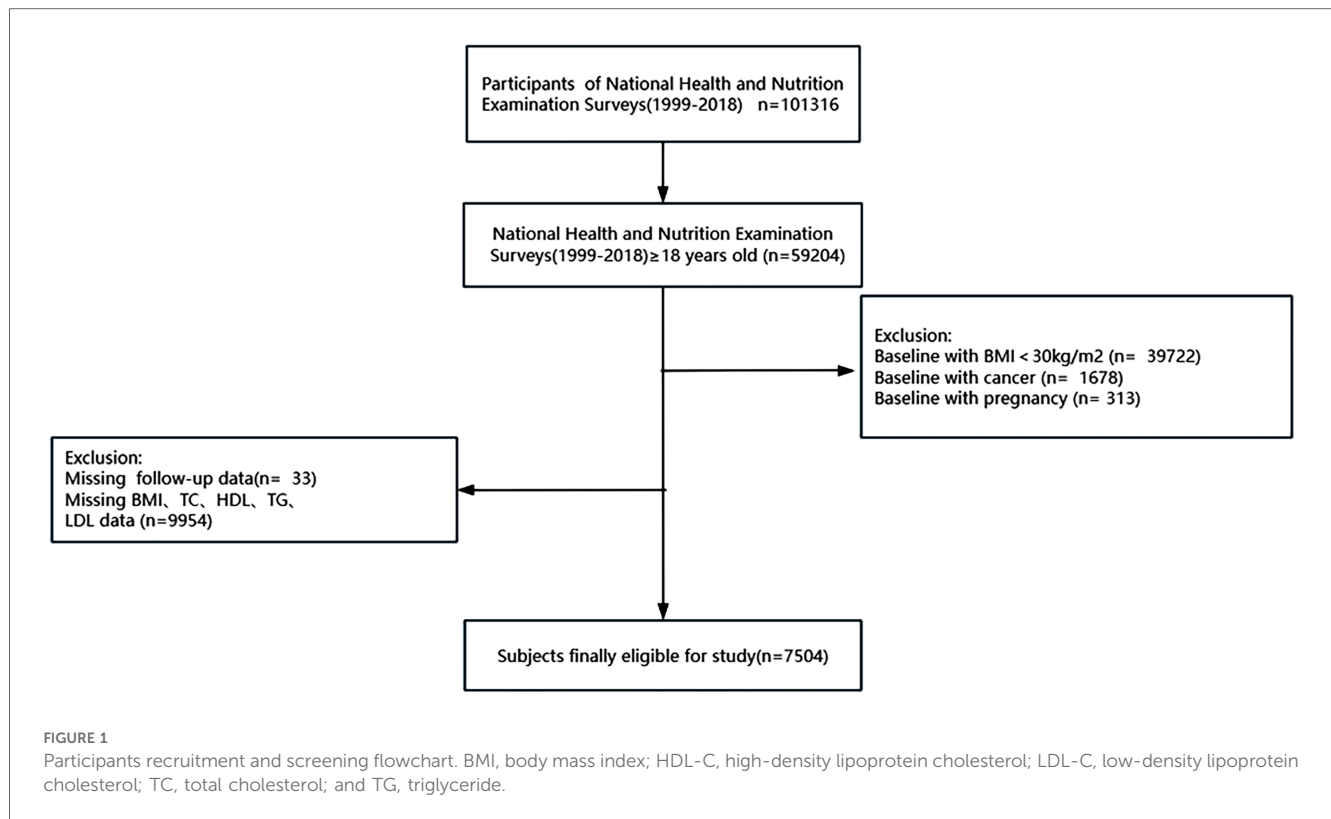 Participants of National Health and Nutrition
Examination Surveys(1999-2018) n=101316
National Health and Nutrition Examination
Surveys(1999-2018)≥18 years old (n=59204)
Exclusion:
Baseline with BMI < 30kg/m2 (n= 39722)
Baseline with cancer (n= 1678)
Baseline with pregnancy (n= 313)
Exclusion:
Missing follow-up data(n= 33)
Missing BMI、TC、HDL、TG、
LDL data (n=9954)
Subjects finally eligible for study(n=7504)
FIGURE 1
Participants recruitment and screening flowchart. BMI, body mass index; HDL-C, high-density lipoprotein cholesterol; LDL-C, low-density lipoprotein
cholesterol; TC, total cholesterol; and TG, triglyceride.